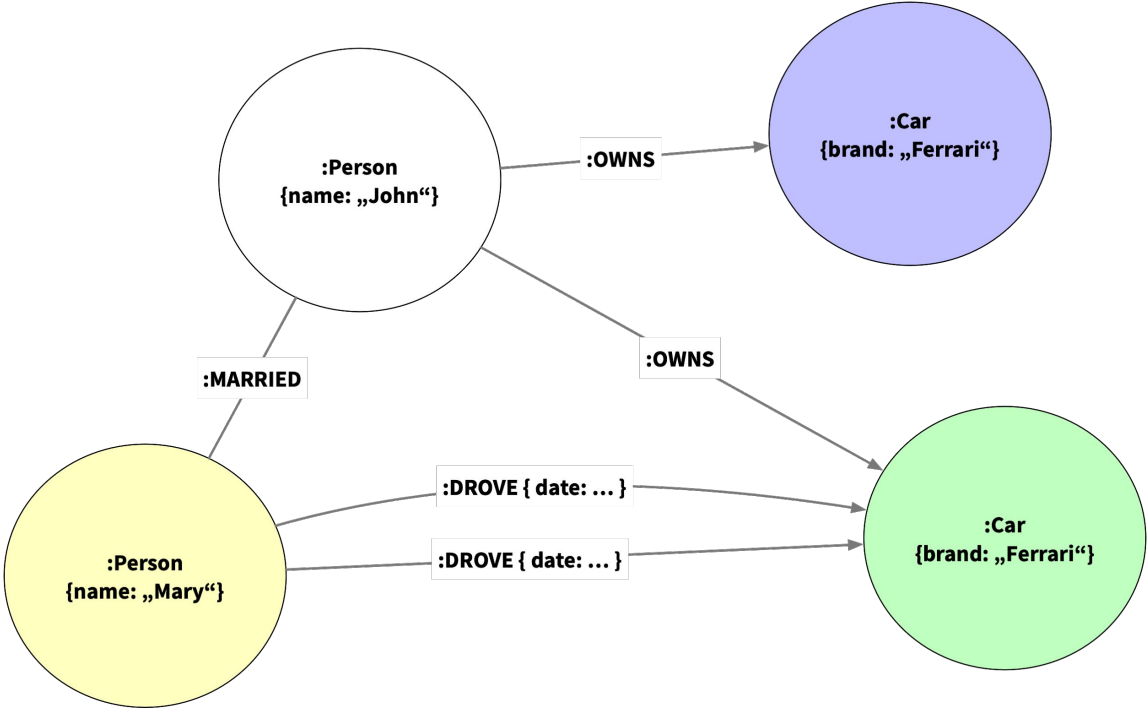 :Car
{brand: „Ferrari“}
:Person
{name: „John“}
:OWNS
:OWNS
:MARRIED
:DROVE { date: ... }
:Car
{brand: „Ferrari“}
:DROVE { date: ... }
:Person
{name: „Mary“}